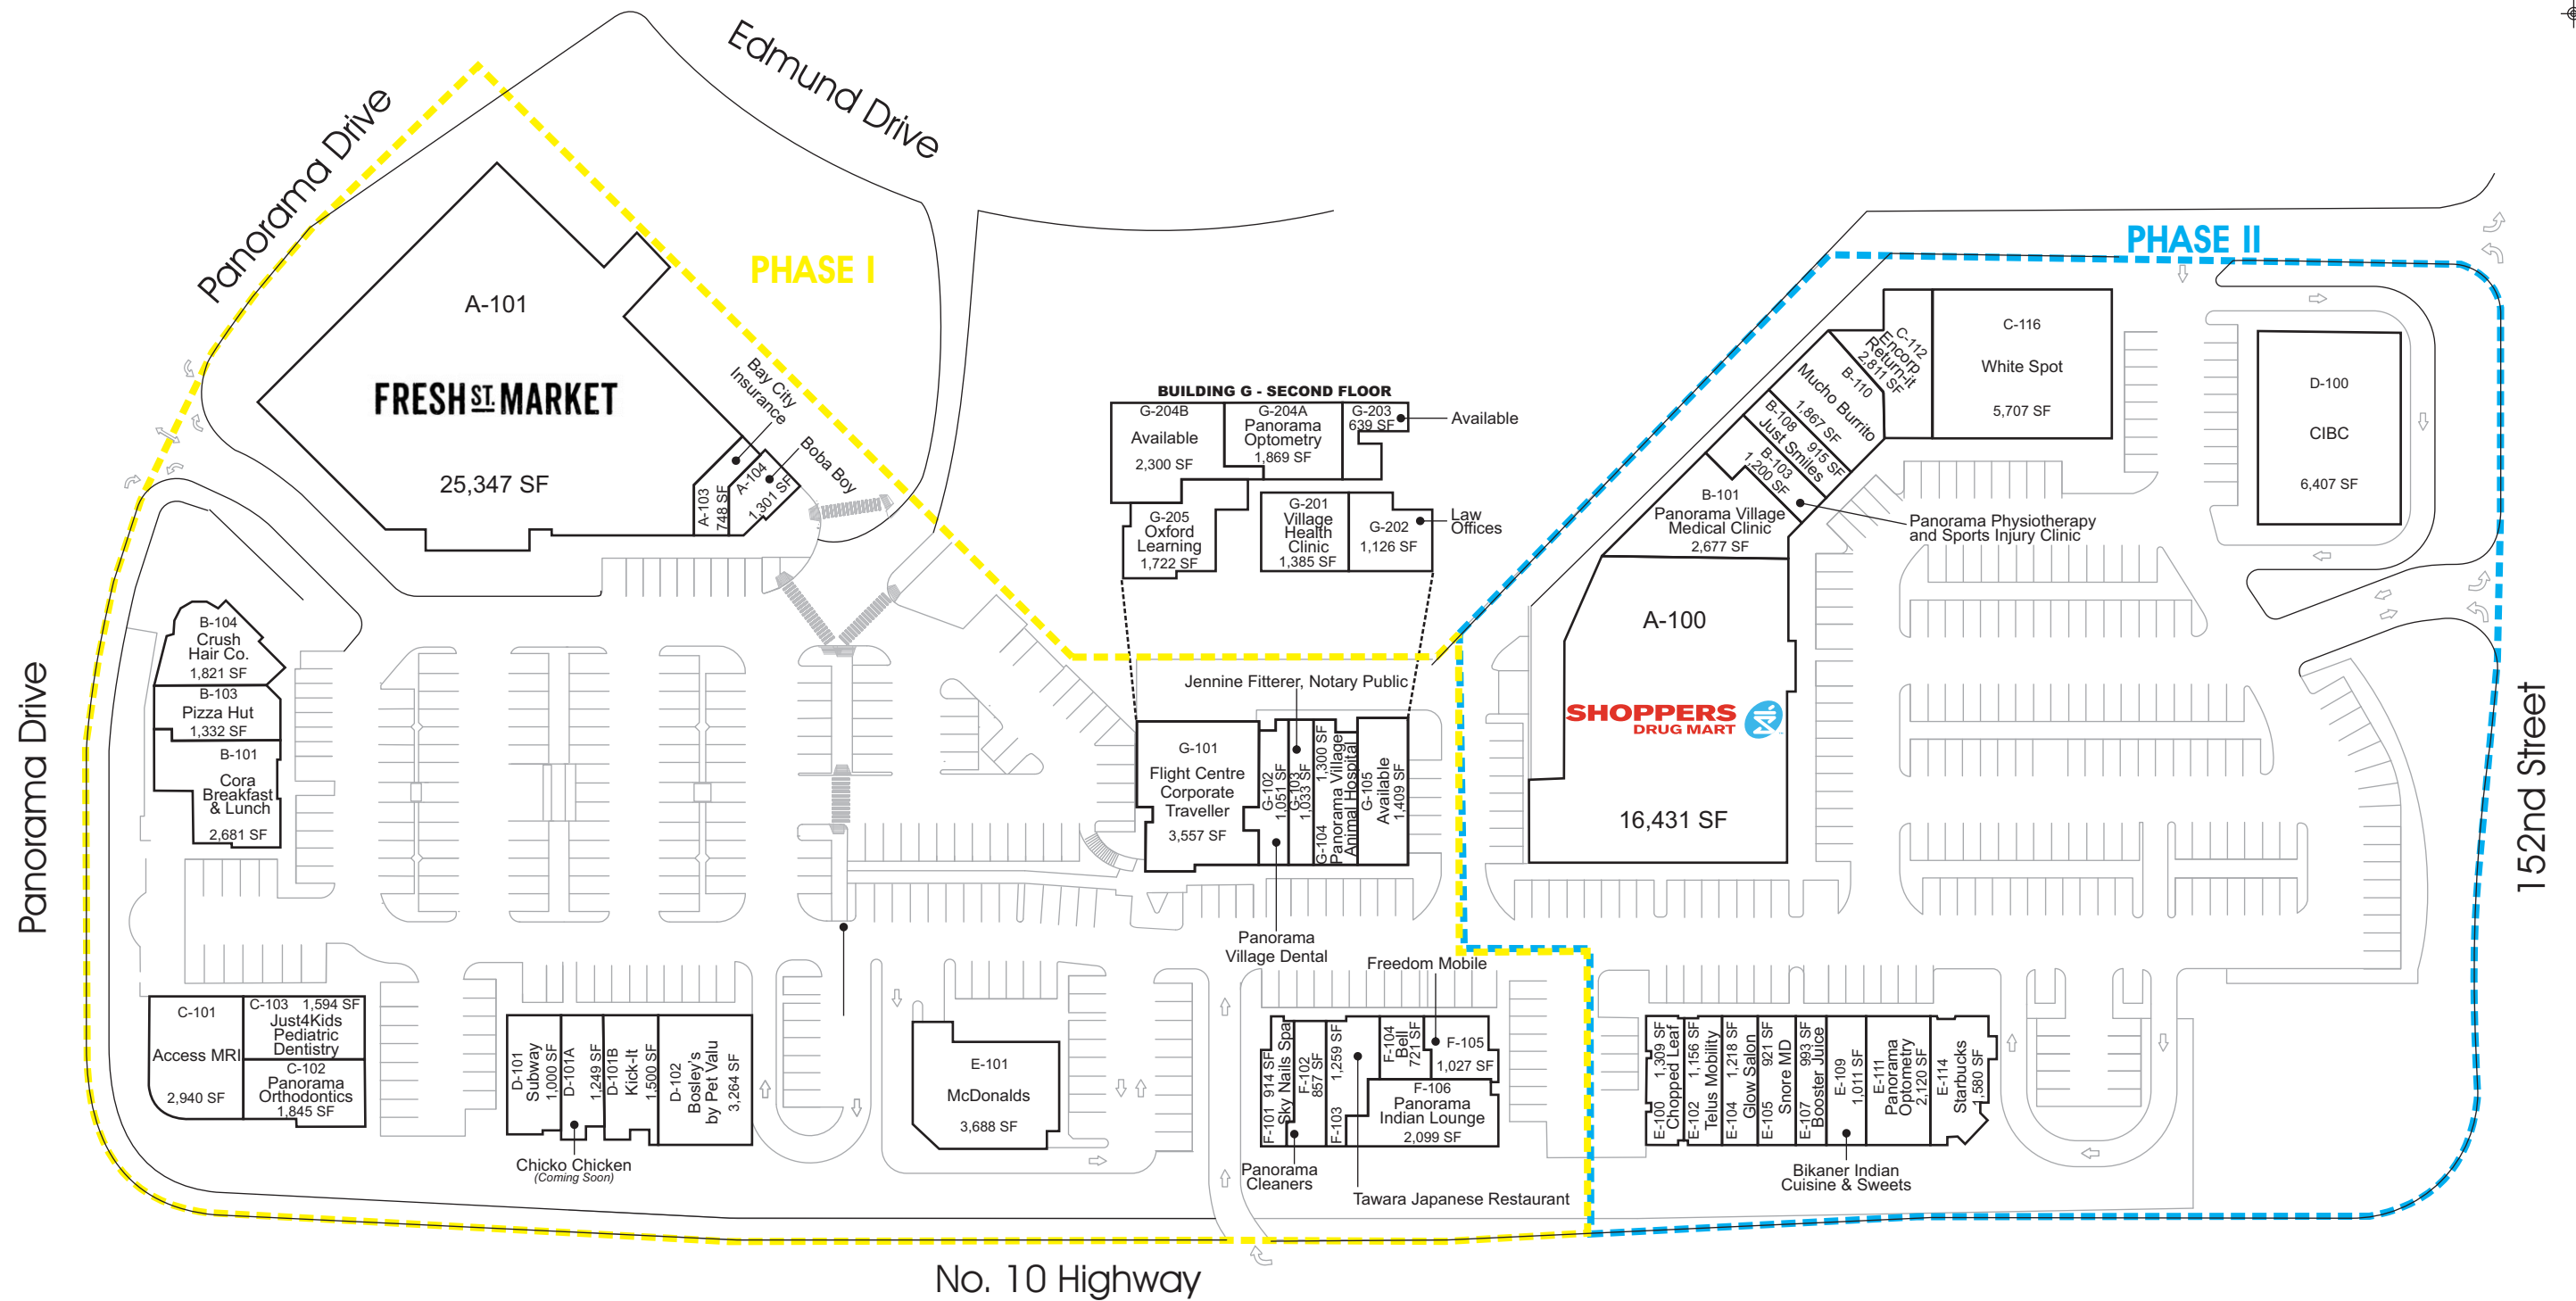 Edmund Drive
Panorama Drive
PHASE I
PHASE II
A-101
FRESH ST. MARKET
25,347 SF
Bay City
Insurance
A-103
748 SF
Boba Boy
A-104
1,301 SF
BUILDING G - SECOND FLOOR
G-204B
Available
2,300 SF
G-204A
Panorama
Optometry
1,869 SF
G-203
639 SF
Available
G-205
Oxford
Learning
1,722 SF
G-201
Village
Health
Clinic
1,385 SF
G-202
1,126 SF
Law
Offices
C-112
Encorp
Return-it
2,811 SF
B-110
Mucho Burrito
1,867 SF
B-108
Just Smiles
915 SF
B-103
1,200 SF
Panorama Physiotherapy
and Sports Injury Clinic
B-101
Panorama Village
Medical Clinic
2,677 SF
C-116
White Spot
5,707 SF
D-100
CIBC
6,407 SF
A-100
SHOPPERS
DRUG MART
16,431 SF
152nd Street
Panorama Drive
B-104
Crush
Hair Co.
1,821 SF
B-103
Pizza Hut
1,332 SF
B-101
Cora
Breakfast
& Lunch
2,681 SF
Jennine Fitterer, Notary Public
G-101
Flight Centre
Corporate
Traveller
3,557 SF
G-102
1,051 SF
G-103
1,033 SF
G-104 1,300 SF
Panorama Village
Animal Hospital
G-105
Available
1,409 SF
Panorama
Village Dental
C-101
Access MRI
2,940 SF
C-103 1,594 SF
Just4Kids
Pediatric
Dentistry
C-102
Panorama
Orthodontics
1,845 SF
D-101
Subway
1,000 SF
D-101A
1,249 SF
D-101B
Kick-It
1,500 SF
D-102
Bosley's
by Pet Valu
3,264 SF
Chicko Chicken
(Coming Soon)
E-101
McDonalds
3,688 SF
Freedom Mobile
F-101 914 SF
Sky Nails Spa
F-102
857 SF
F-103 1,259 SF
F-104
Bell
721 SF
F-105
1,027 SF
F-106
Panorama
Indian Lounge
2,099 SF
Panorama
Cleaners
Tawara Japanese Restaurant
E-100 1,309 SF
Chopped Leaf
E-102 1,156 SF
Telus Mobility
E-104 1,218 SF
Glow Salon
E-105 921 SF
Snore MD
E-107 993 SF
Booster Juice
E-109
1,011 SF
E-111
Panorama
Optometry
2,120 SF
E-114
Starbucks
1,580 SF
Bikaner Indian
Cuisine & Sweets
No. 10 Highway